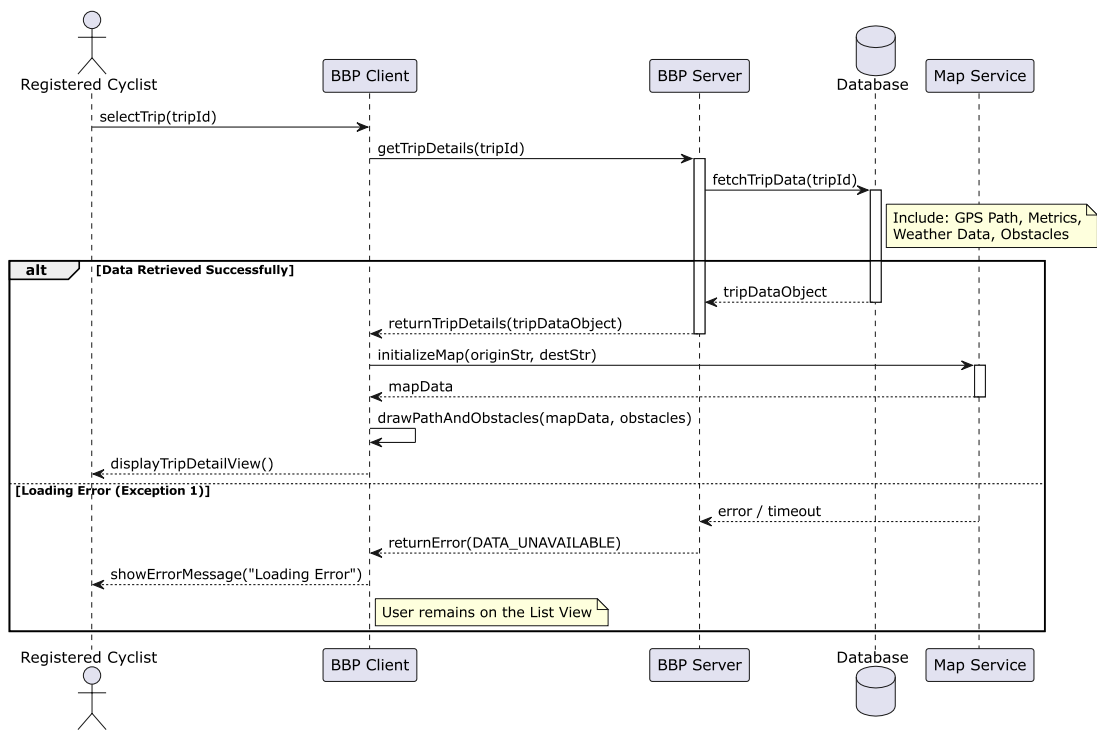 Registered Cyclist
BBP Client
BBP Server
Database
Map Service
selectTrip(tripId)
getTripDetails(tripId)
fetchTripData(tripId)
Include: GPS Path, Metrics,
Weather Data, Obstacles
alt
[Data Retrieved Successfully]
tripDataObject
returnTripDetails(tripDataObject)
initializeMap(originStr, destStr)
mapData
drawPathAndObstacles(mapData, obstacles)
displayTripDetailView()
[Loading Error (Exception 1)]
error / timeout
returnError(DATA_UNAVAILABLE)
showErrorMessage("Loading Error")
User remains on the List View
Registered Cyclist
BBP Client
BBP Server
Database
Map Service